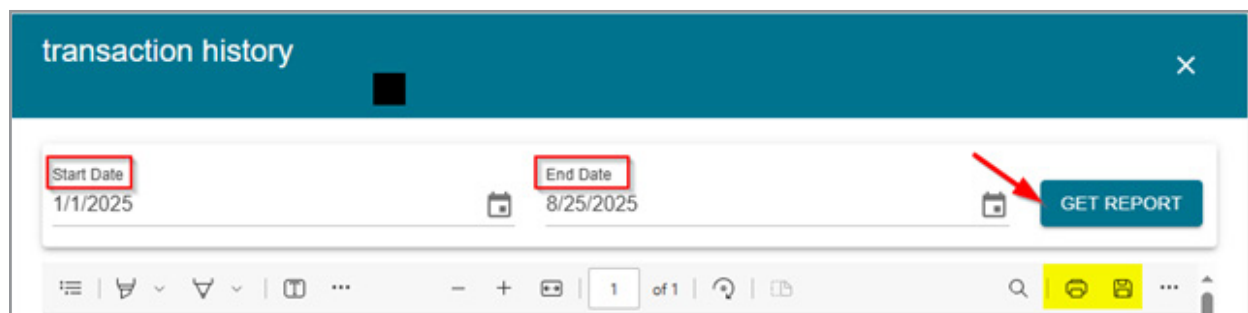 transaction history
Start Date
1/1/2025
End Date
8/25/2025
GET REPORT
1 of 1